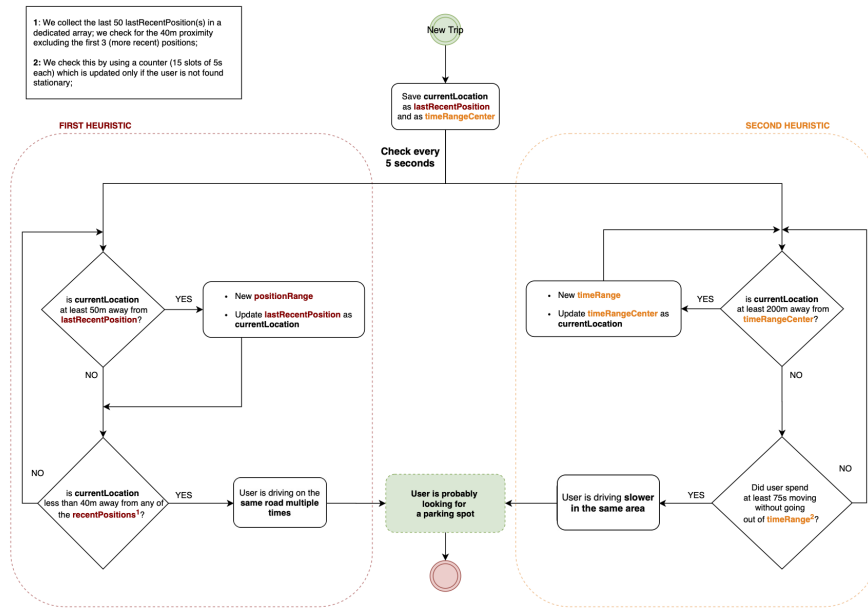 1: We collect the last 50 lastRecentPosition(s) in a
dedicated array; we check for the 40m proximity
excluding the first 3 (more recent) positions;
2: We check this by using a counter (15 slots of 5s
each) which is updated only if the user is not found
stationary;
New Trip
Save currentLocation
as lastRecentPosition
and as timeRangeCenter
FIRST HEURISTIC
SECOND HEURISTIC
Check every
5 seconds
is currentLocation
at least 50m away from
lastRecentPosition?
YES
• New positionRange
• Update lastRecentPosition as
currentLocation
NO
• New timeRange
• Update timeRangeCenter as
currentLocation
YES
is currentLocation
at least 200m away from
timeRangeCenter?
NO
NO
is currentLocation
less than 40m away from any of
the recentPositions1?
YES
User is driving on the
same road multiple
times
User is probably
looking for
a parking spot
User is driving slower
in the same area
YES
Did user spend
at least 75s moving
without going
out of timeRange2?
NO